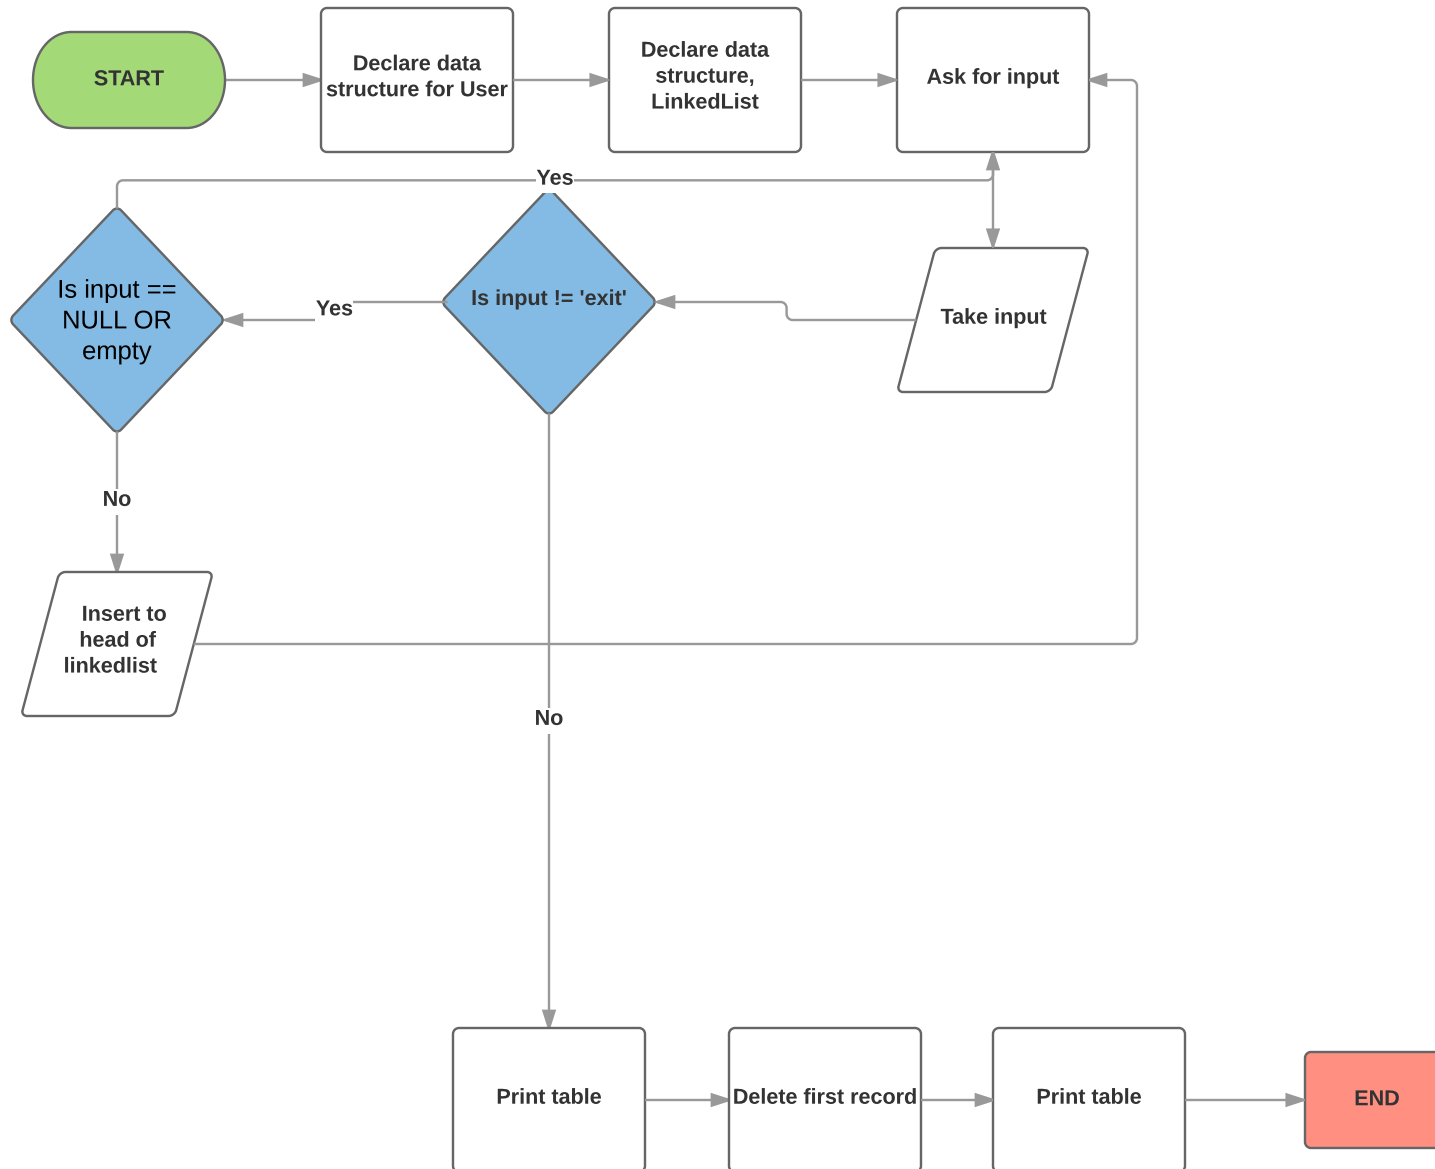 START
Declare data
structure for User
Declare data
structure,
LinkedList
Ask for input
Yes
Is input ==
NULL OR
empty
Yes
Is input != 'exit'
Take input
No
Insert to
head of
linkedlist
No
Print table
Delete first record
Print table
END